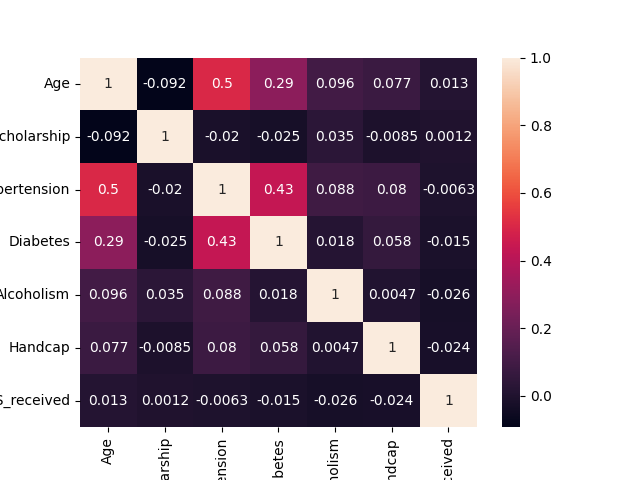 Age 1 -0.092 0.5 0.29 0.096 0.077 0.013
cholarship -0.092 1 -0.02 -0.025 0.035 -0.0085 0.0012
pertension 0.5 -0.02 1 0.43 0.088 0.08 -0.0063
Diabetes 0.29 -0.025 0.43 1 0.018 0.058 -0.015
Alcoholism 0.096 0.035 0.088 0.018 1 0.0047 -0.026
Handcap 0.077 -0.0085 0.08 0.058 0.0047 1 -0.024
S_received 0.013 0.0012 -0.0063 -0.015 -0.026 -0.024 1
Age arship ension betes holism ndcap ceived
1.0
0.8
0.6
0.4
0.2
0.0